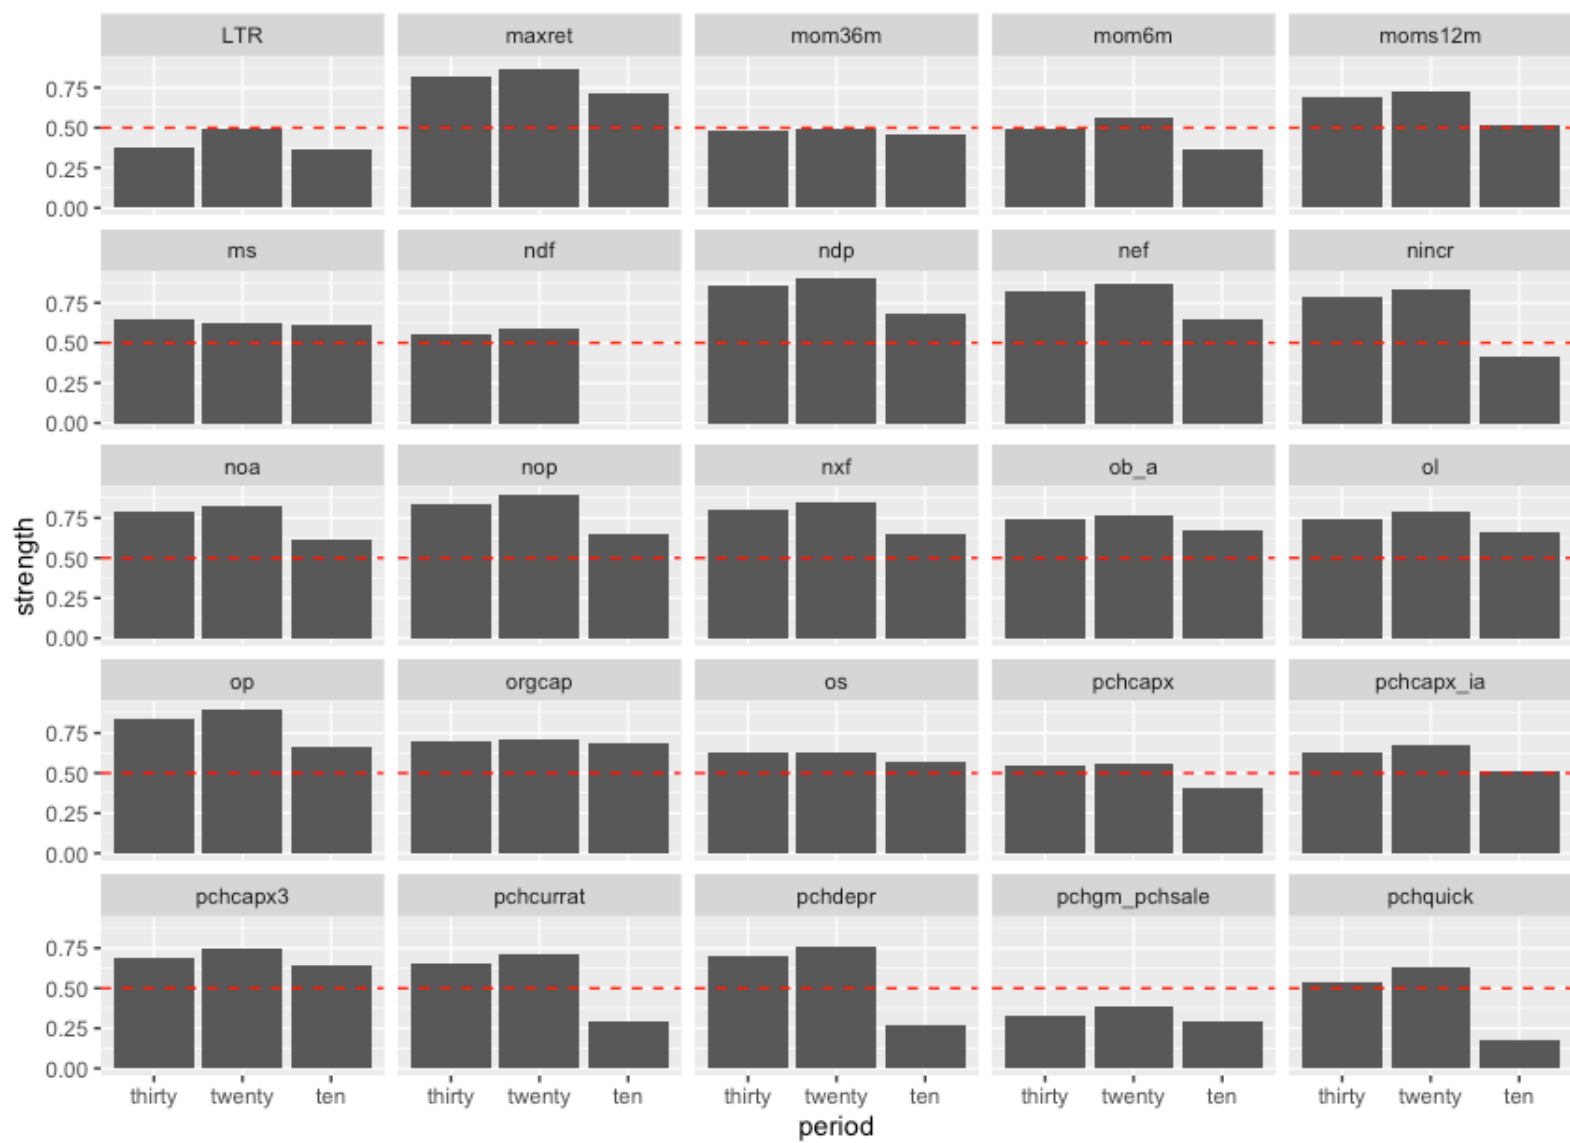 LTR maxret mom36m mom6m moms12m
0.75
0.50
0.25
0.00
ms ndf ndp nef nincr
0.75
0.50
0.25
0.00
noa nop nxf ob_a ol
0.75
0.50
0.25
0.00
strength
op orgcap os pchcapx pchcapx_ia
0.75
0.50
0.25
0.00
pchcapx3 pchcurrat pchdepr pchgm_pchsale pchquick
0.75
0.50
0.25
0.00
thirty twenty ten thirty twenty ten thirty twenty ten thirty twenty ten thirty twenty ten
period